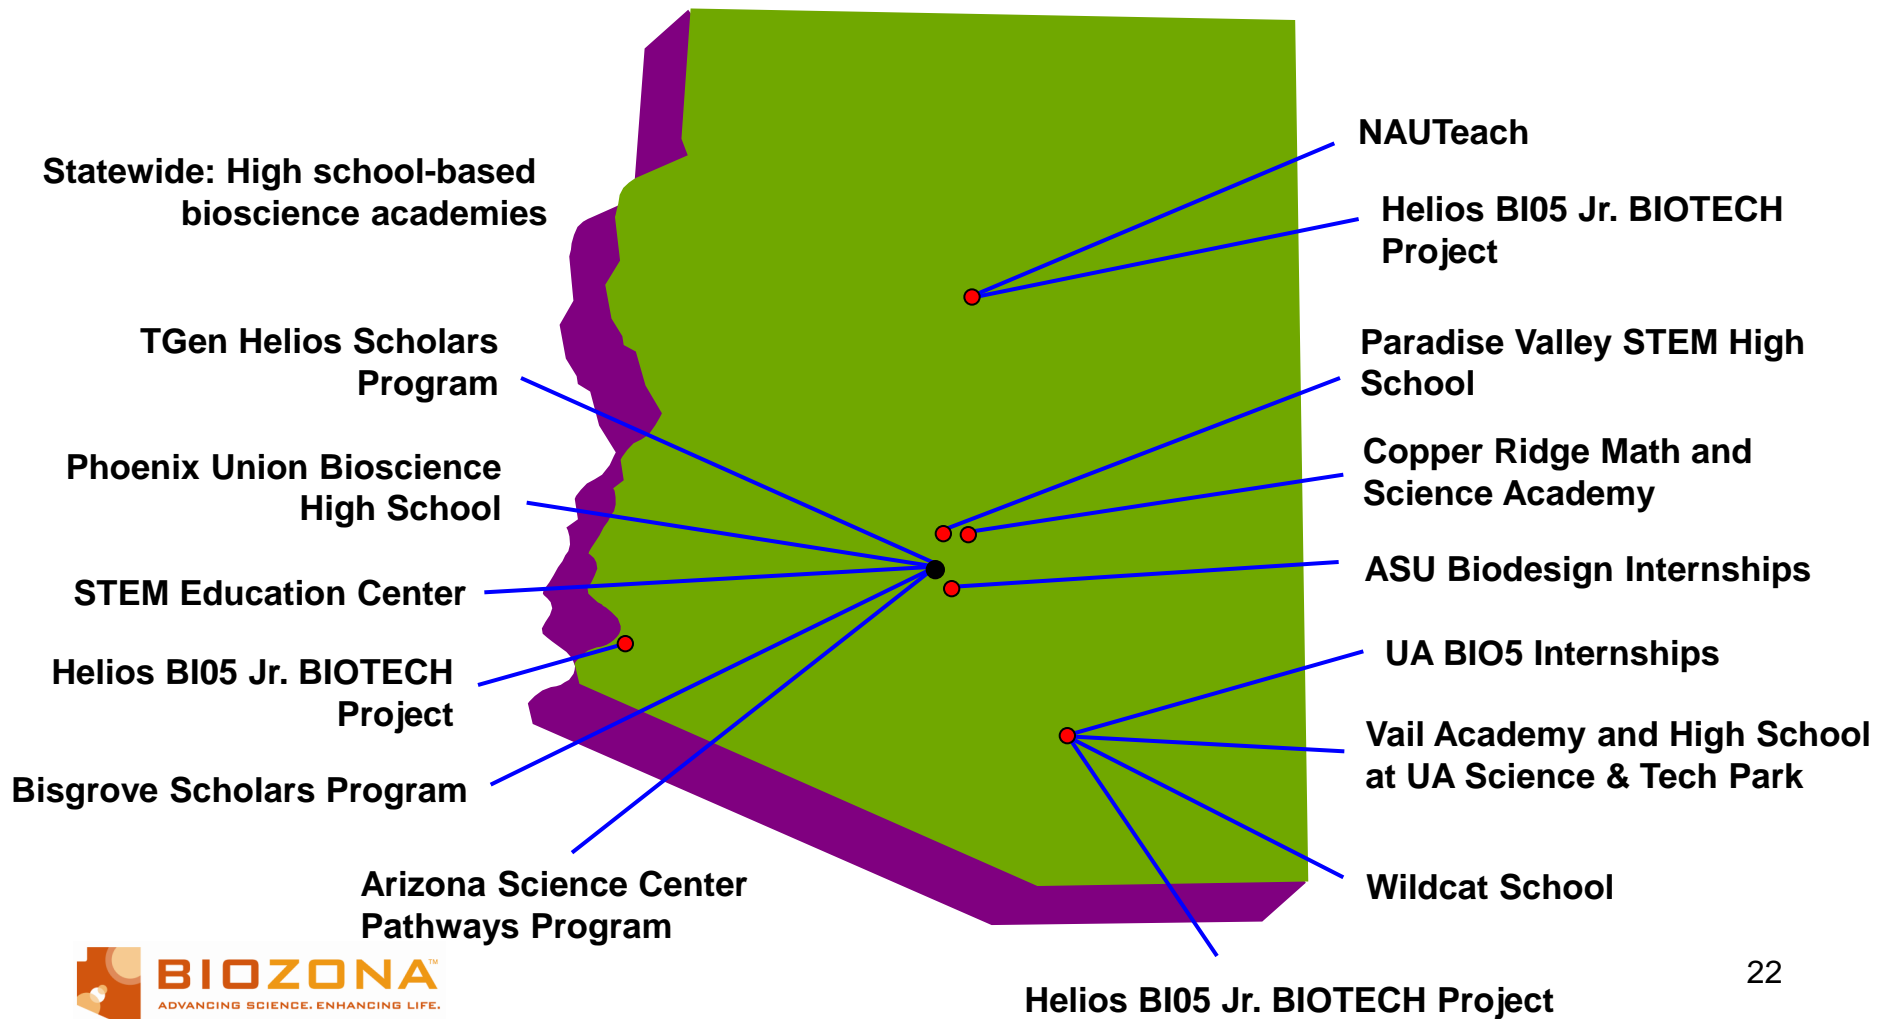 Statewide: High school-based
bioscience academies
TGen Helios Scholars
Program
Phoenix Union Bioscience
High School
STEM Education Center
Helios BI05 Jr. BIOTECH
Project
Bisgrove Scholars Program
Arizona Science Center
Pathways Program
NAUTeach
Helios BI05 Jr. BIOTECH
Project
Paradise Valley STEM High
School
Copper Ridge Math and
Science Academy
ASU Biodesign Internships
UA BIO5 Internships
Vail Academy and High School
at UA Science & Tech Park
Wildcat School
Helios BI05 Jr. BIOTECH Project
BIOZONA™
ADVANCING SCIENCE. ENHANCING LIFE.
22